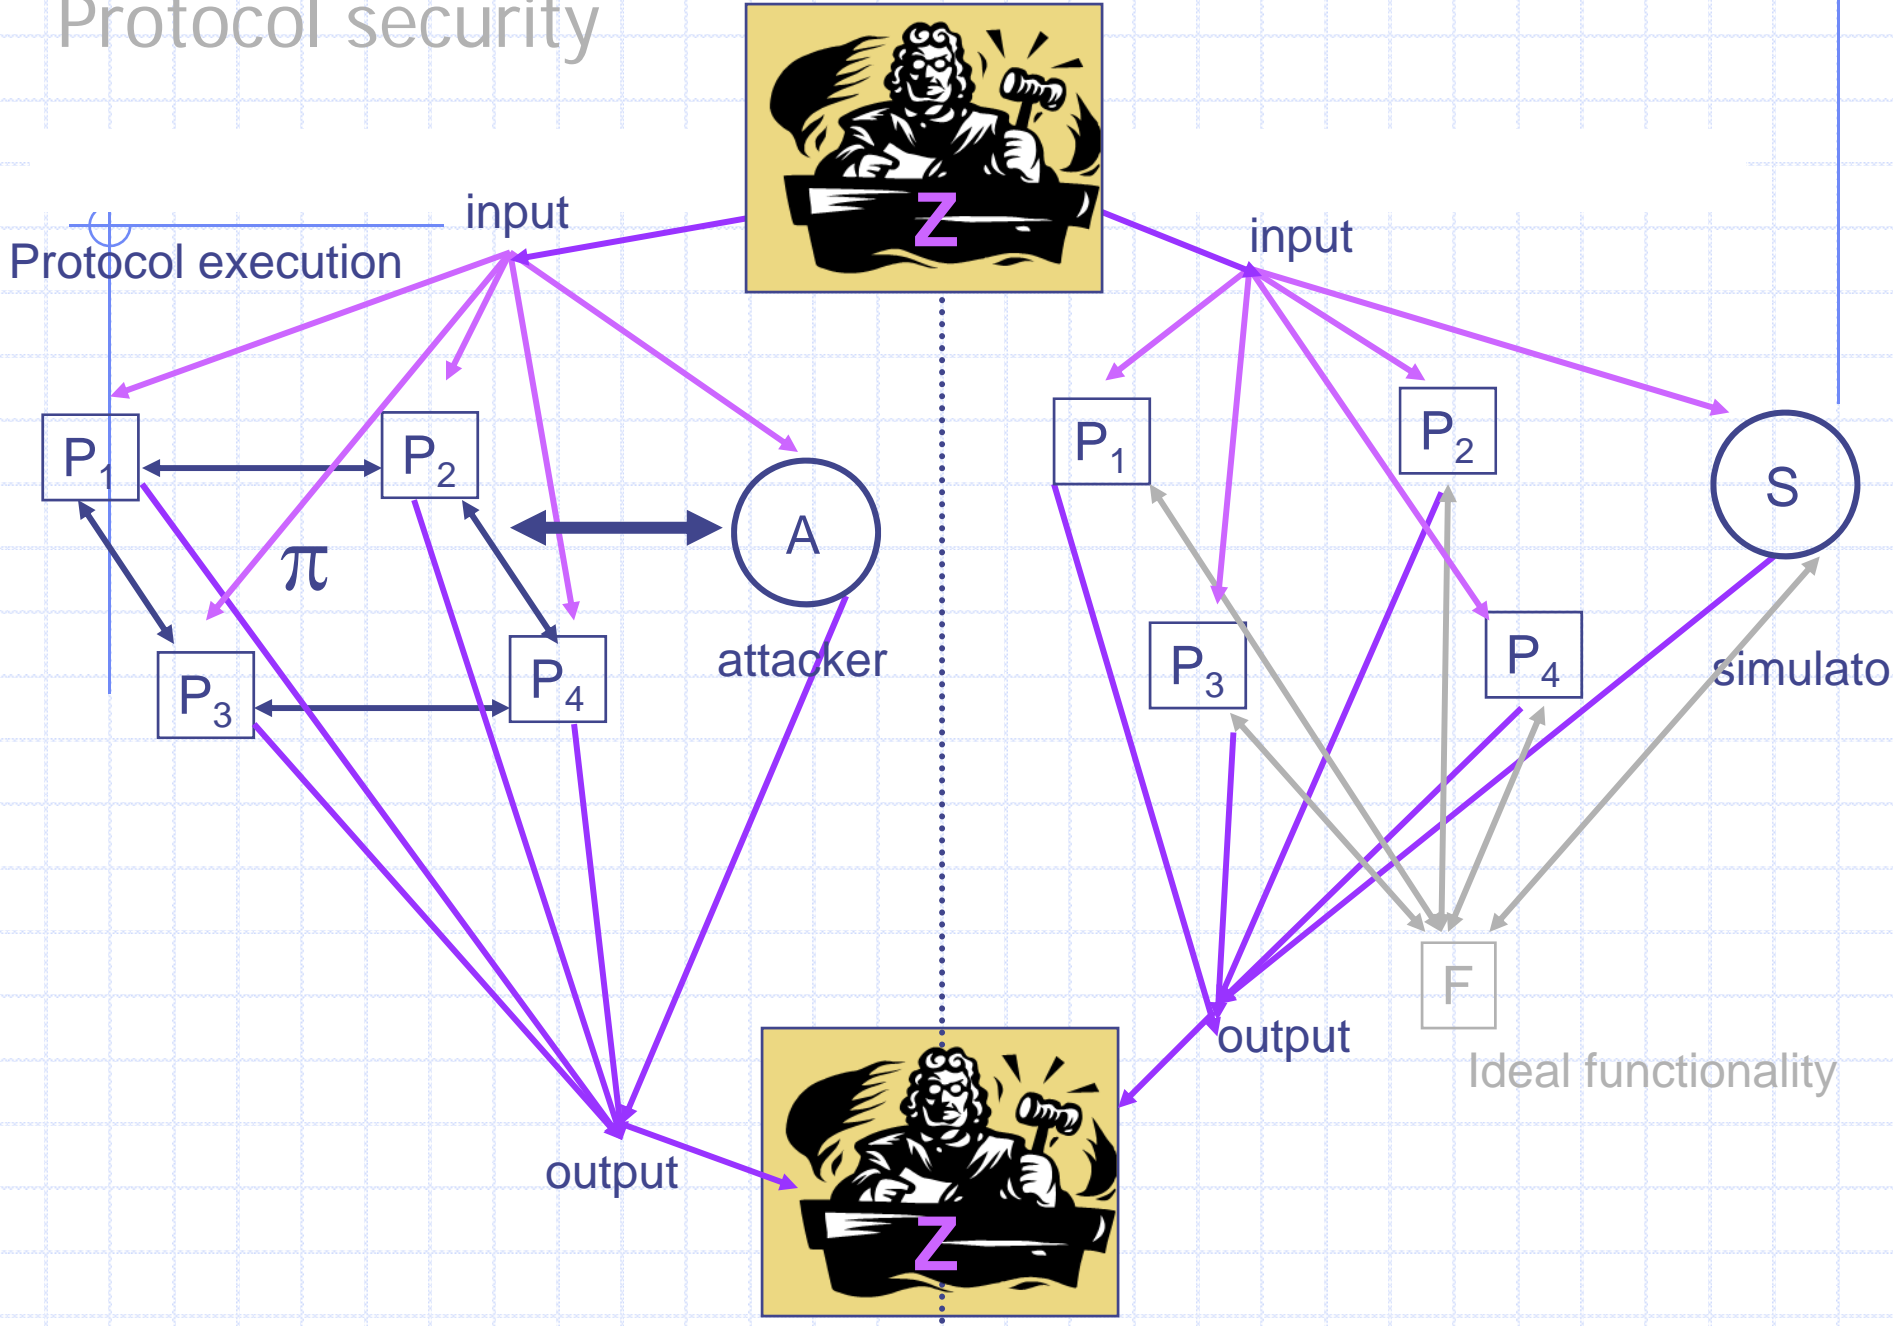 Protocol security
Z
input
input
Protocol execution
P1
P2
P1
P2
S
A
π
attacker
simulato
P3
P4
P3
P4
F
output
Ideal functionality
output
Z